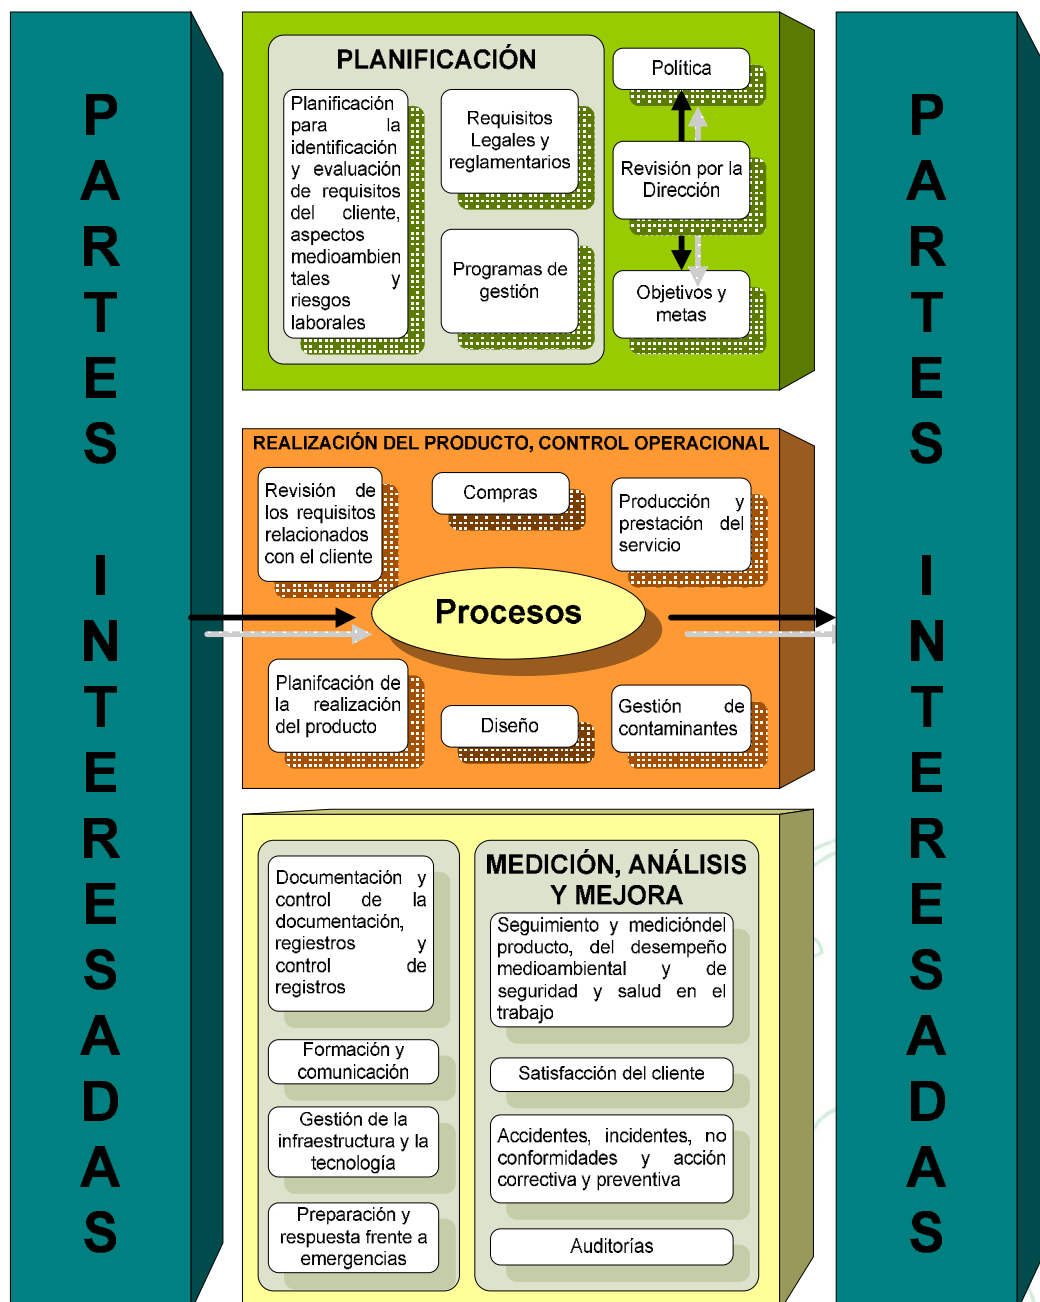 PARTES INTERESADAS
PLANIFICACIÓN
Planificación
para la
identificación
y evaluación
de requisitos
del cliente,
aspectos
medioambien
tales y
riesgos
laborales
Requisitos
Legales y
reglamentarios
Programas de
gestión
Política
Revisión por la
Dirección
Objetivos y
metas
REALIZACIÓN DEL PRODUCTO, CONTROL OPERACIONAL
Revisión de
los requisitos
relacionados
con el cliente
Compras
Producción y
prestación del
servicio
Procesos
Planifcación de
la realización
del producto
Diseño
Gestión de
contaminantes
Documentación y
control de la
documentación,
registros y
control de
registros
Formación y
comunicación
Gestión de la
infraestructura y la
tecnología
Preparación y
respuesta frente a
emergencias
MEDICIÓN, ANÁLISIS
Y MEJORA
Seguimiento y medicióndel
producto, del desempeño
medioambiental y de
seguridad y salud en el
trabajo
Satisfacción del cliente
Accidentes, incidentes, no
conformidades y acción
correctiva y preventiva
Auditorías
PARTES INTERESADAS